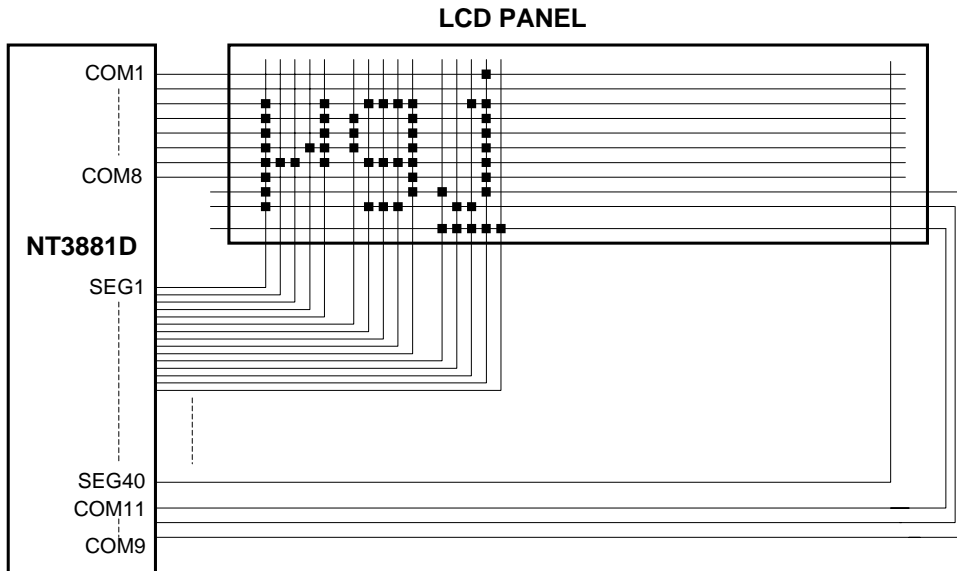 LCD PANEL
COM1
COM8
NT3881D
SEG1
SEG40
COM11
COM9